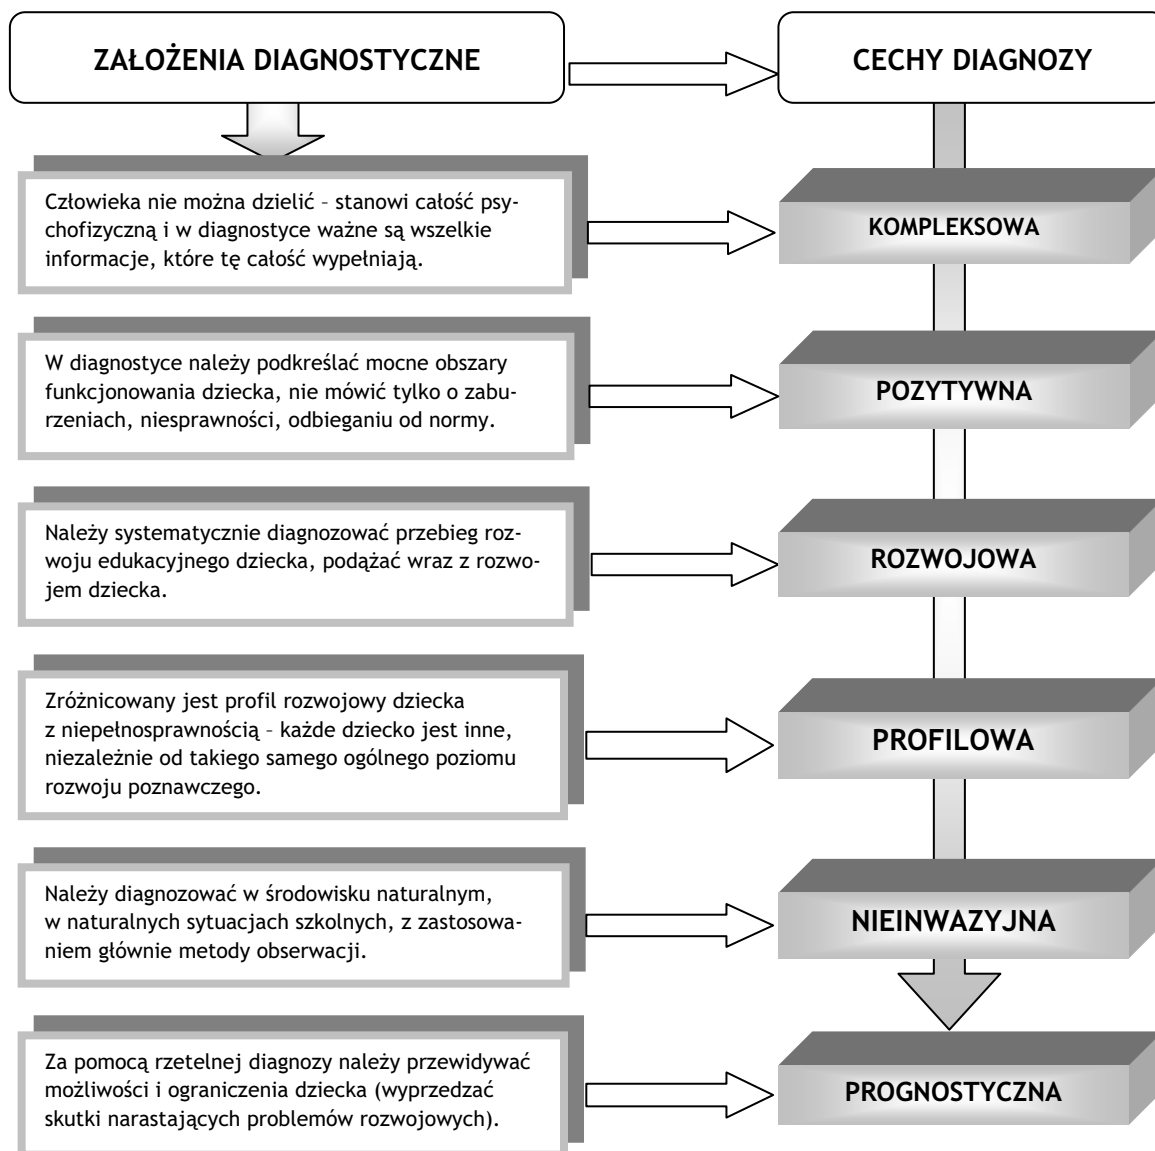 ZAŁOŻENIA DIAGNOSTYCZNE
CECHY DIAGNOZY
Człowieka nie można dzielić – stanowi całość psy-
chofizyczną i w diagnostyce ważne są wszelkie
informacje, które tę całość wypełniają.
KOMPLEKSOWA
W diagnostyce należy podkreślać mocne obszary
funkcjonowania dziecka, nie mówić tylko o zabu-
rzeniach, niesprawności, odbieganiu od normy.
POZYTYWNA
Należy systematycznie diagnozować przebieg roz-
woju edukacyjnego dziecka, podążać wraz z rozwo-
jem dziecka.
ROZWOJOWA
Zróżnicowany jest profil rozwojowy dziecka
z niepełnosprawnością – każde dziecko jest inne,
niezależnie od takiego samego ogólnego poziomu
rozwoju poznawczego.
PROFILOWA
Należy diagnozować w środowisku naturalnym,
w naturalnych sytuacjach szkolnych, z zastosowa-
niem głównie metody obserwacji.
NIEINWAZYJNA
Za pomocą rzetelnej diagnozy należy przewidywać
możliwości i ograniczenia dziecka (wyprzedzać
skutki narastających problemów rozwojowych).
PROGNOSTYCZNA